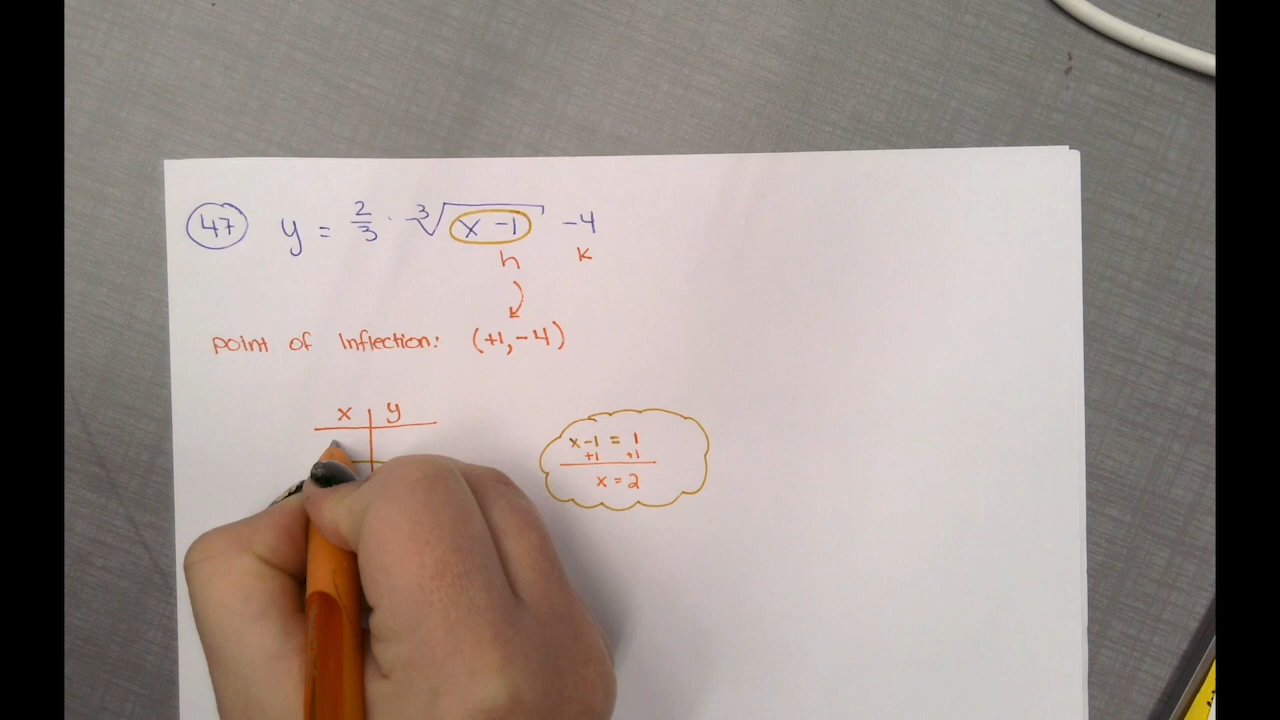 47 y = 2/3 · ∛(x - 1) - 4
h k
point of inflection: (+1, -4)
x y
x-1 = 1
+1 +1
x = 2